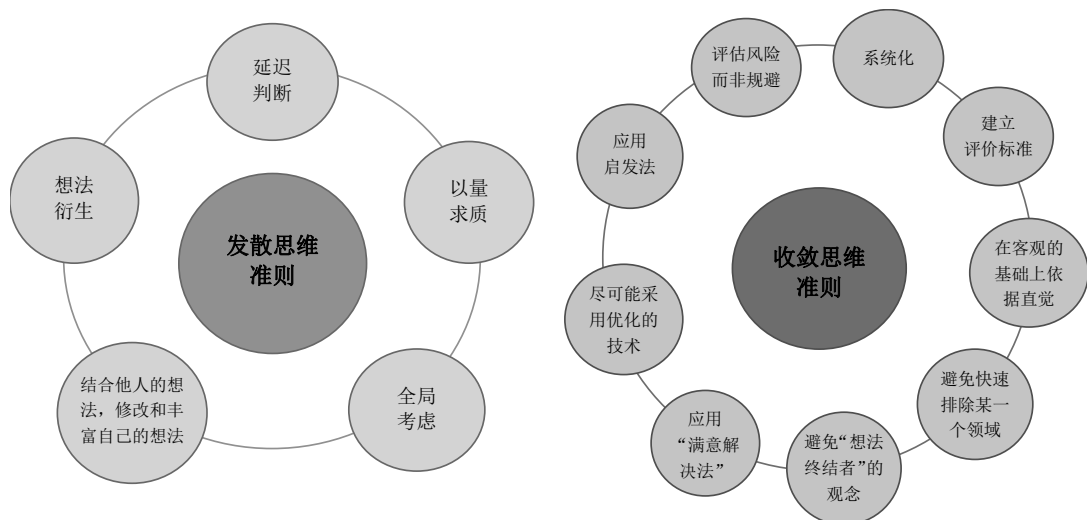 发散思维
准则
延迟
判断
以量
求质
全局
考虑
结合他人的想
法，修改和丰
富自己的想法
想法
衍生
收敛思维
准则
系统化
建立
评价标准
在客观的
基础上依
据直觉
避免快速
排除某一
个领域
避免“想法
终结者”的
观念
应用
“满意解
决法”
尽可能采
用优化的
技术
应用
启发法
评估风险
而非规避